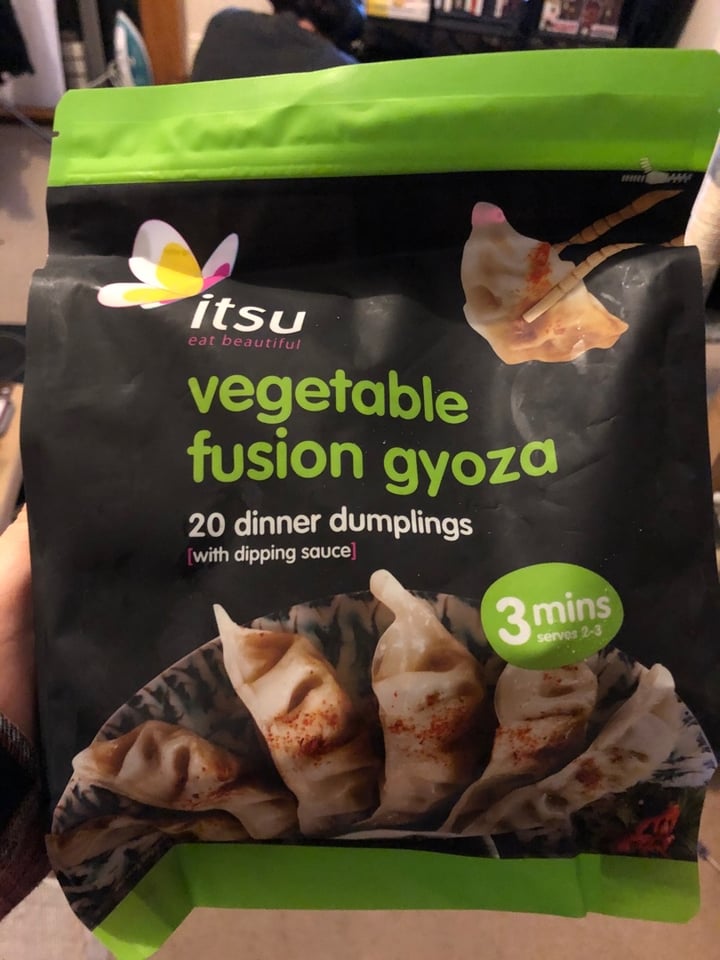 itsu
eat beautiful
vegetable
fusion gyoza
20 dinner dumplings
[with dipping sauce]
3 mins
serves 2-3